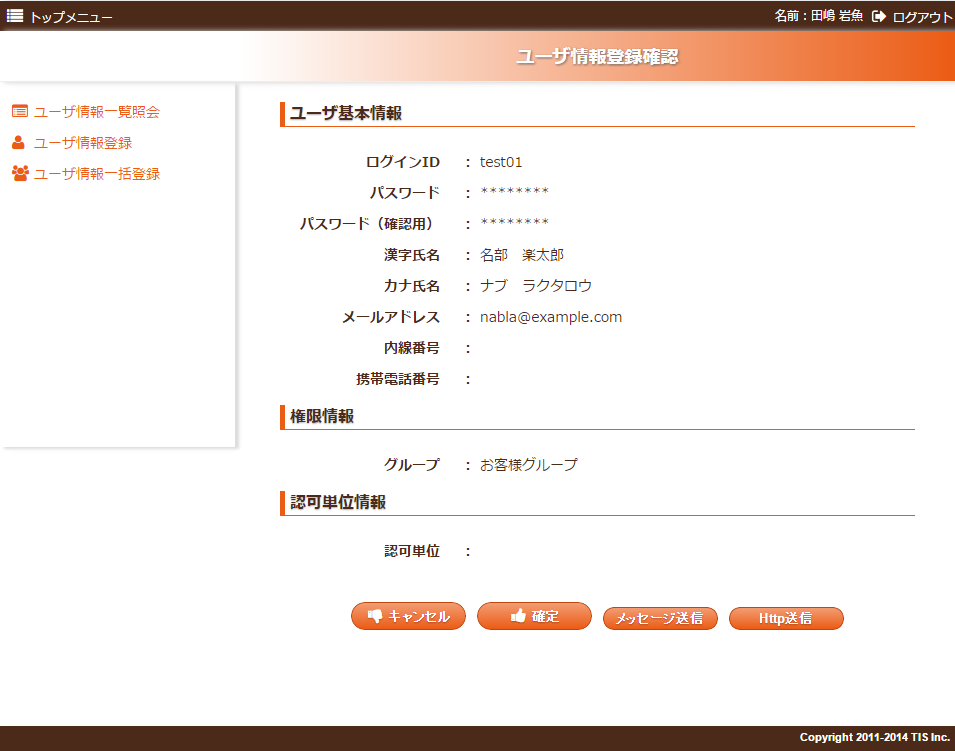 トップメニュー 名前：田嶋 岩魚 ログアウト
ユーザ情報登録確認
ユーザ情報一覧照会
ユーザ情報登録
ユーザ情報一括登録
ユーザ基本情報
ログインID ： test01
パスワード ： ********
パスワード（確認用） ： ********
漢字氏名 ： 名部　楽太郎
カナ氏名 ： ナブ　ラクタロウ
メールアドレス ： nabla@example.com
内線番号 ：
携帯電話番号 ：
権限情報
グループ ： お客様グループ
認可単位情報
認可単位 ：
キャンセル 確定 メッセージ送信 Http送信
Copyright 2011-2014 TIS Inc.